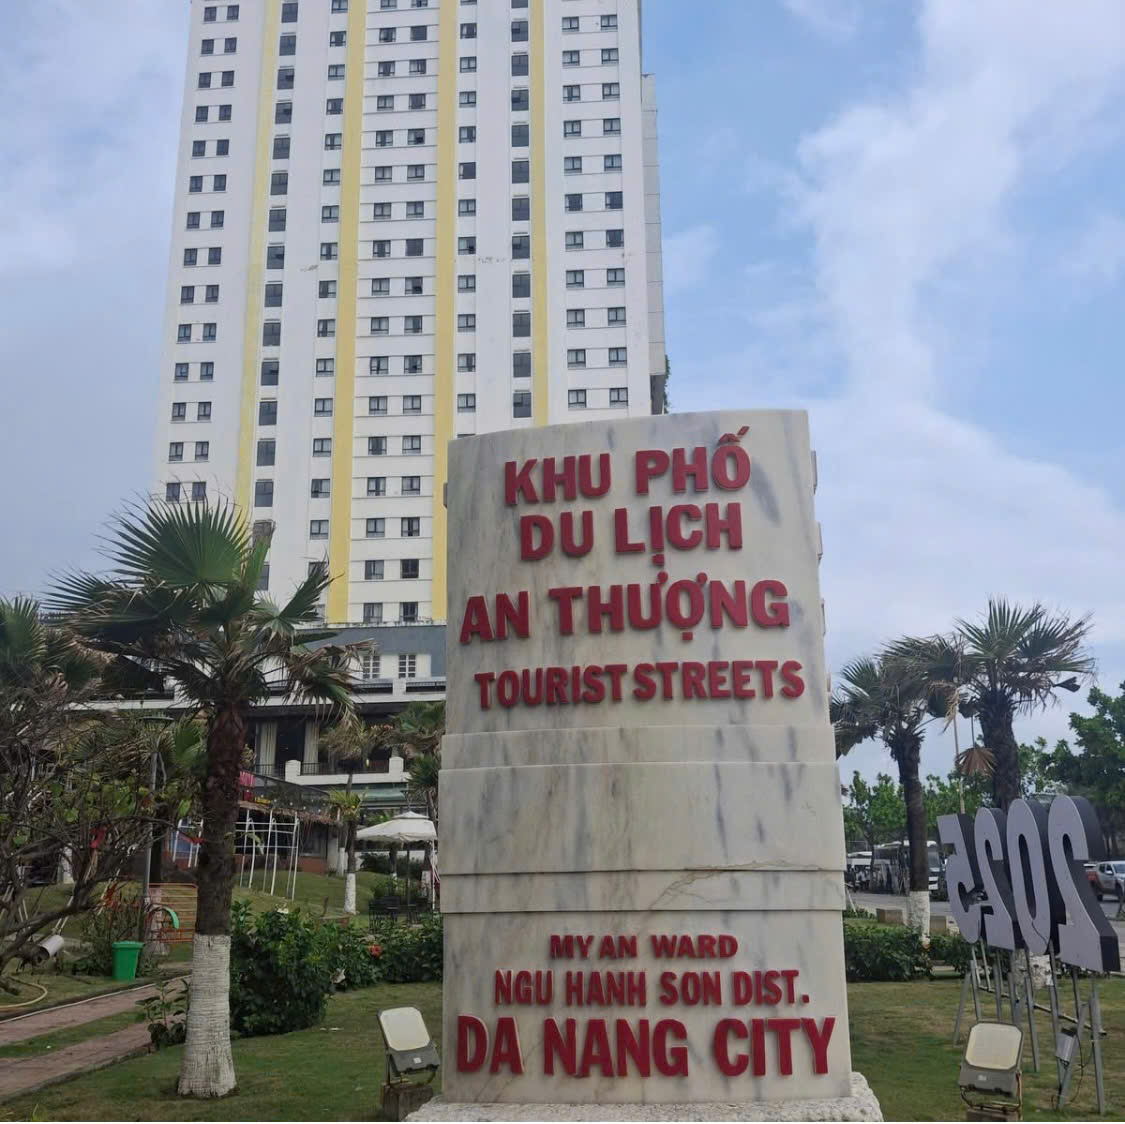 KHU PHỐ
DU LỊCH
AN THƯỢNG
TOURIST STREETS
MY AN WARD
NGU HANH SON DIST.
DA NANG CITY
2025